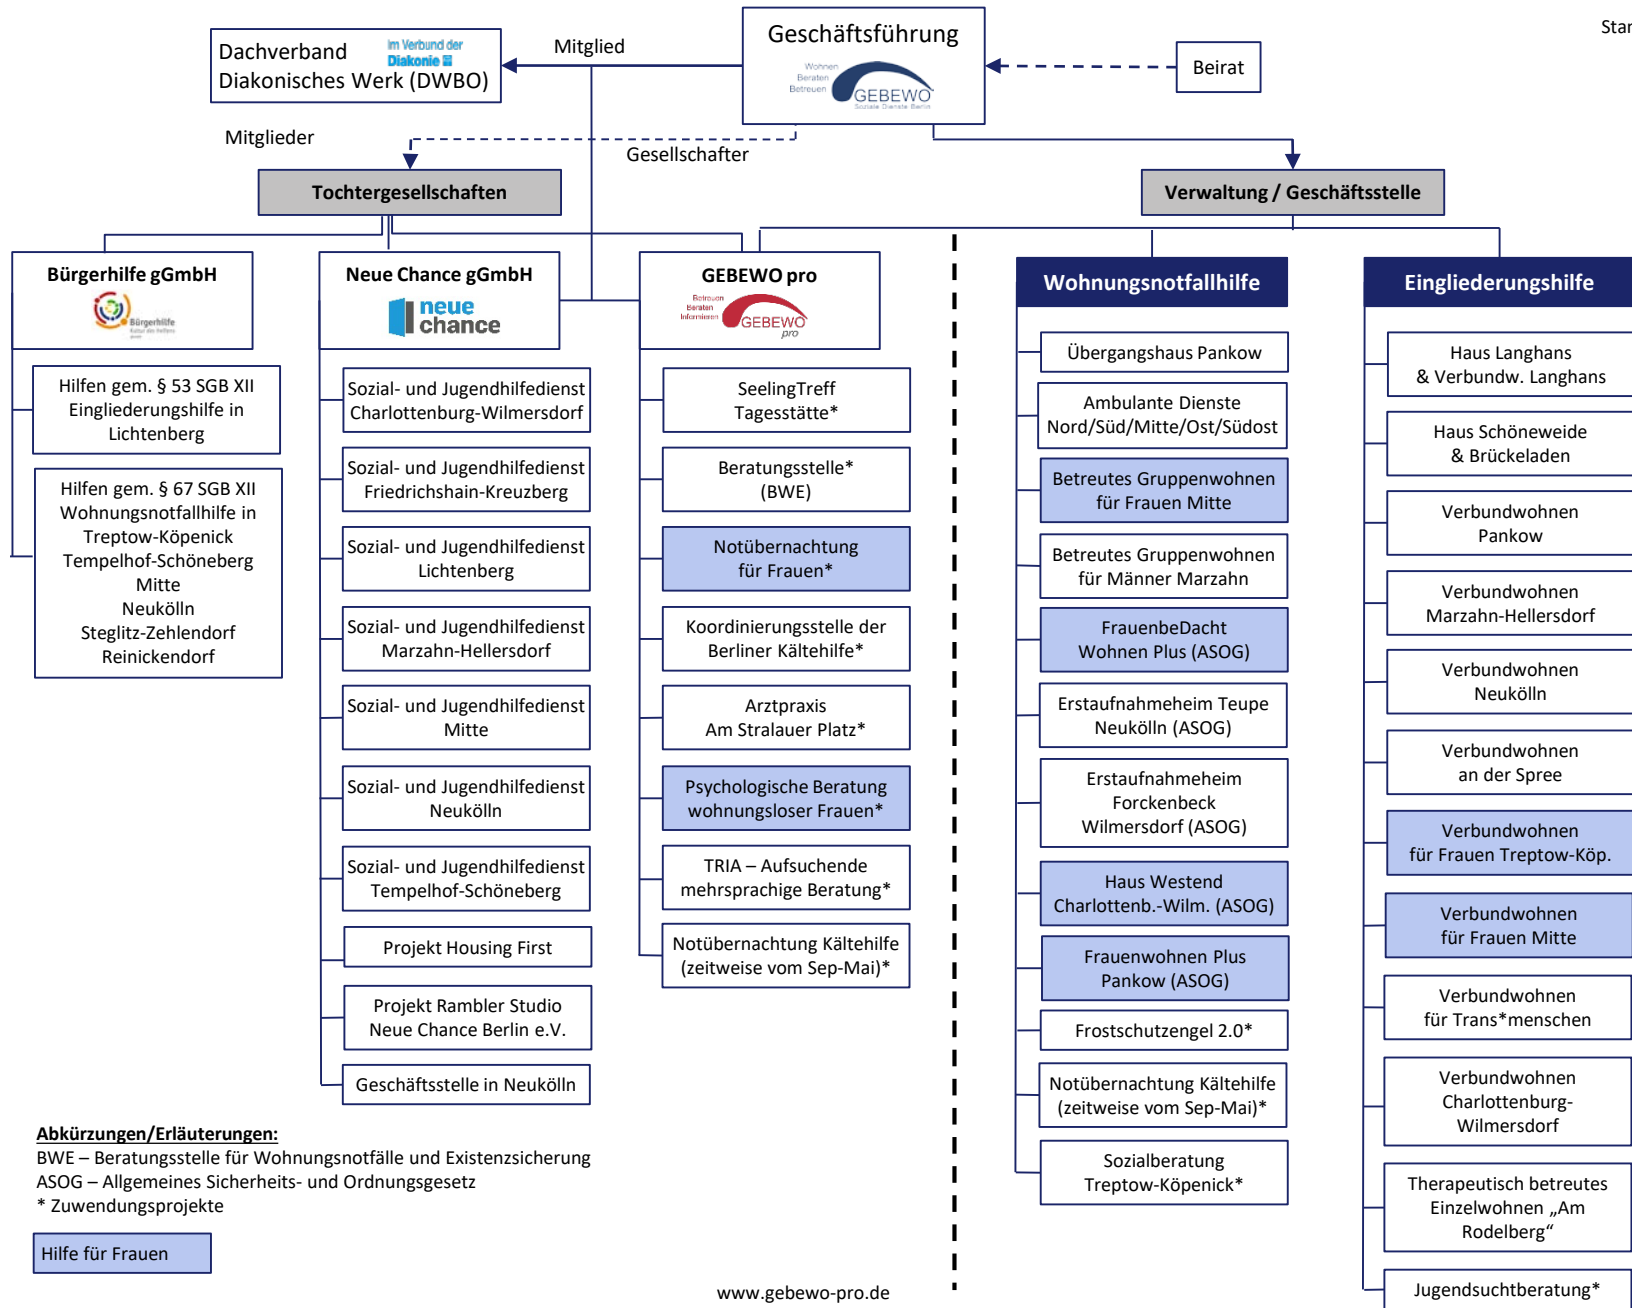 Star
Dachverband
im Verbund der
Diakonie
Diakonisches Werk (DWBO)
Mitglied
Geschäftsführung
Wohnen
Beraten
Betreuen
GEBEWO
Soziale Dienste Berlin
Beirat
Mitglieder
Gesellschafter
Tochtergesellschaften
Verwaltung / Geschäftsstelle
Bürgerhilfe gGmbH
Bürgerhilfe
Hilfen gem. § 53 SGB XII
Eingliederungshilfe in
Lichtenberg
Hilfen gem. § 67 SGB XII
Wohnungsnotfallhilfe in
Treptow-Köpenick
Tempelhof-Schöneberg
Mitte
Neukölln
Steglitz-Zehlendorf
Reinickendorf
Neue Chance gGmbH
neue
chance
Sozial- und Jugendhilfedienst
Charlottenburg-Wilmersdorf
Sozial- und Jugendhilfedienst
Friedrichshain-Kreuzberg
Sozial- und Jugendhilfedienst
Lichtenberg
Sozial- und Jugendhilfedienst
Marzahn-Hellersdorf
Sozial- und Jugendhilfedienst
Mitte
Sozial- und Jugendhilfedienst
Neukölln
Sozial- und Jugendhilfedienst
Tempelhof-Schöneberg
Projekt Housing First
Projekt Rambler Studio
Neue Chance Berlin e.V.
Geschäftsstelle in Neukölln
GEBEWO pro
Betreuen
Beraten
Informieren
GEBEWO
pro
SeelingTreff
Tagesstätte*
Beratungsstelle*
(BWE)
Notübernachtung
für Frauen*
Koordinierungsstelle der
Berliner Kältehilfe*
Arztpraxis
Am Stralauer Platz*
Psychologische Beratung
wohnungsloser Frauen*
TRIA – Aufsuchende
mehrsprachige Beratung*
Notübernachtung Kältehilfe
(zeitweise vom Sep-Mai)*
Wohnungsnotfallhilfe
Übergangshaus Pankow
Ambulante Dienste
Nord/Süd/Mitte/Ost/Südost
Betreutes Gruppenwohnen
für Frauen Mitte
Betreutes Gruppenwohnen
für Männer Marzahn
FrauenbeDacht
Wohnen Plus (ASOG)
Erstaufnahmeheim Teupe
Neukölln (ASOG)
Erstaufnahmeheim
Forckenbeck
Wilmersdorf (ASOG)
Haus Westend
Charlottenb.-Wilm. (ASOG)
Frauenwohnen Plus
Pankow (ASOG)
Frostschutzengel 2.0*
Notübernachtung Kältehilfe
(zeitweise vom Sep-Mai)*
Sozialberatung
Treptow-Köpenick*
Eingliederungshilfe
Haus Langhans
& Verbundw. Langhans
Haus Schöneweide
& Brückeladen
Verbundwohnen
Pankow
Verbundwohnen
Marzahn-Hellersdorf
Verbundwohnen
Neukölln
Verbundwohnen
an der Spree
Verbundwohnen
für Frauen Treptow-Köp.
Verbundwohnen
für Frauen Mitte
Verbundwohnen
für Trans*menschen
Verbundwohnen
Charlottenburg-
Wilmersdorf
Therapeutisch betreutes
Einzelwohnen „Am
Rodelberg“
Jugendsuchtberatung*
Abkürzungen/Erläuterungen:
BWE – Beratungsstelle für Wohnungsnotfälle und Existenzsicherung
ASOG – Allgemeines Sicherheits- und Ordnungsgesetz
* Zuwendungsprojekte
Hilfe für Frauen
www.gebewo-pro.de